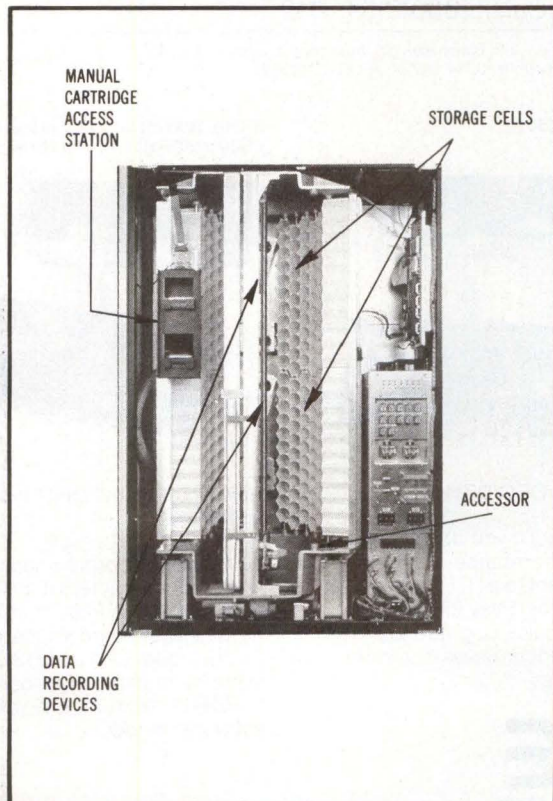 MANUAL
CARTRIDGE
ACCESS
STATION
STORAGE CELLS
ACCESSOR
DATA
RECORDING
DEVICES